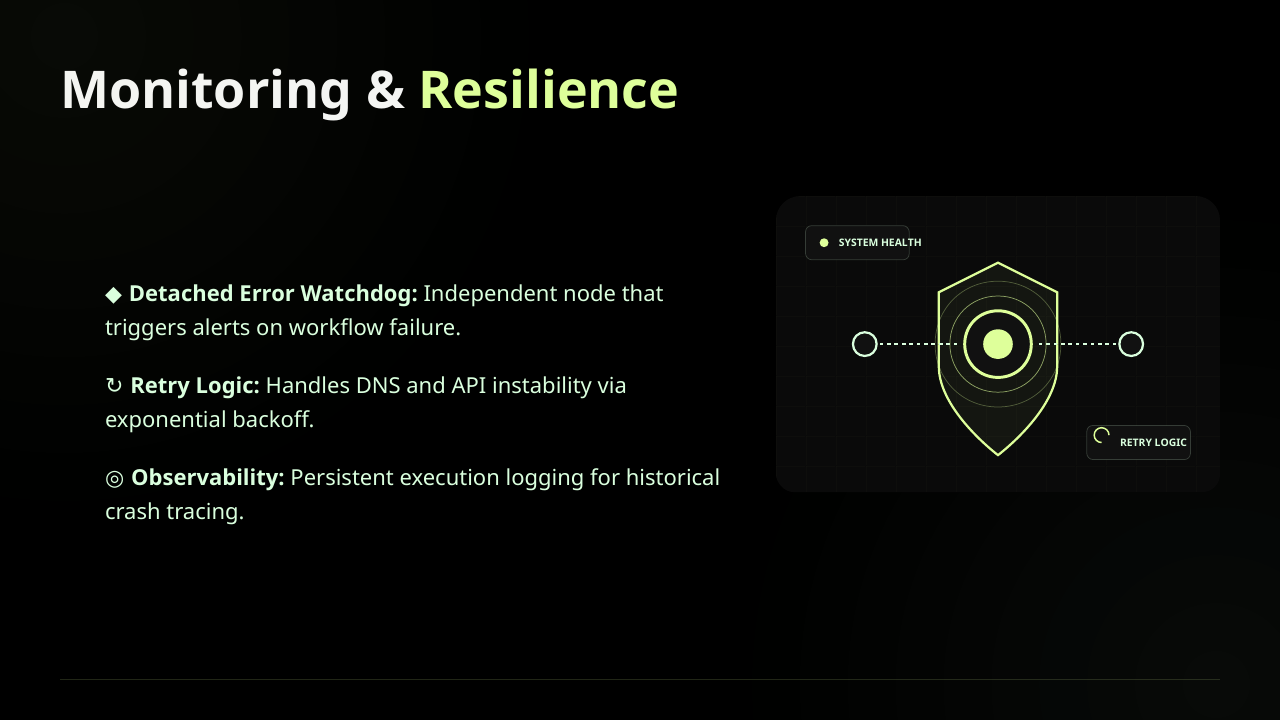 Monitoring & Resilience
◆ Detached Error Watchdog: Independent node that
triggers alerts on workflow failure.
↻ Retry Logic: Handles DNS and API instability via
exponential backoff.
◎ Observability: Persistent execution logging for historical
crash tracing.
SYSTEM HEALTH
RETRY LOGIC